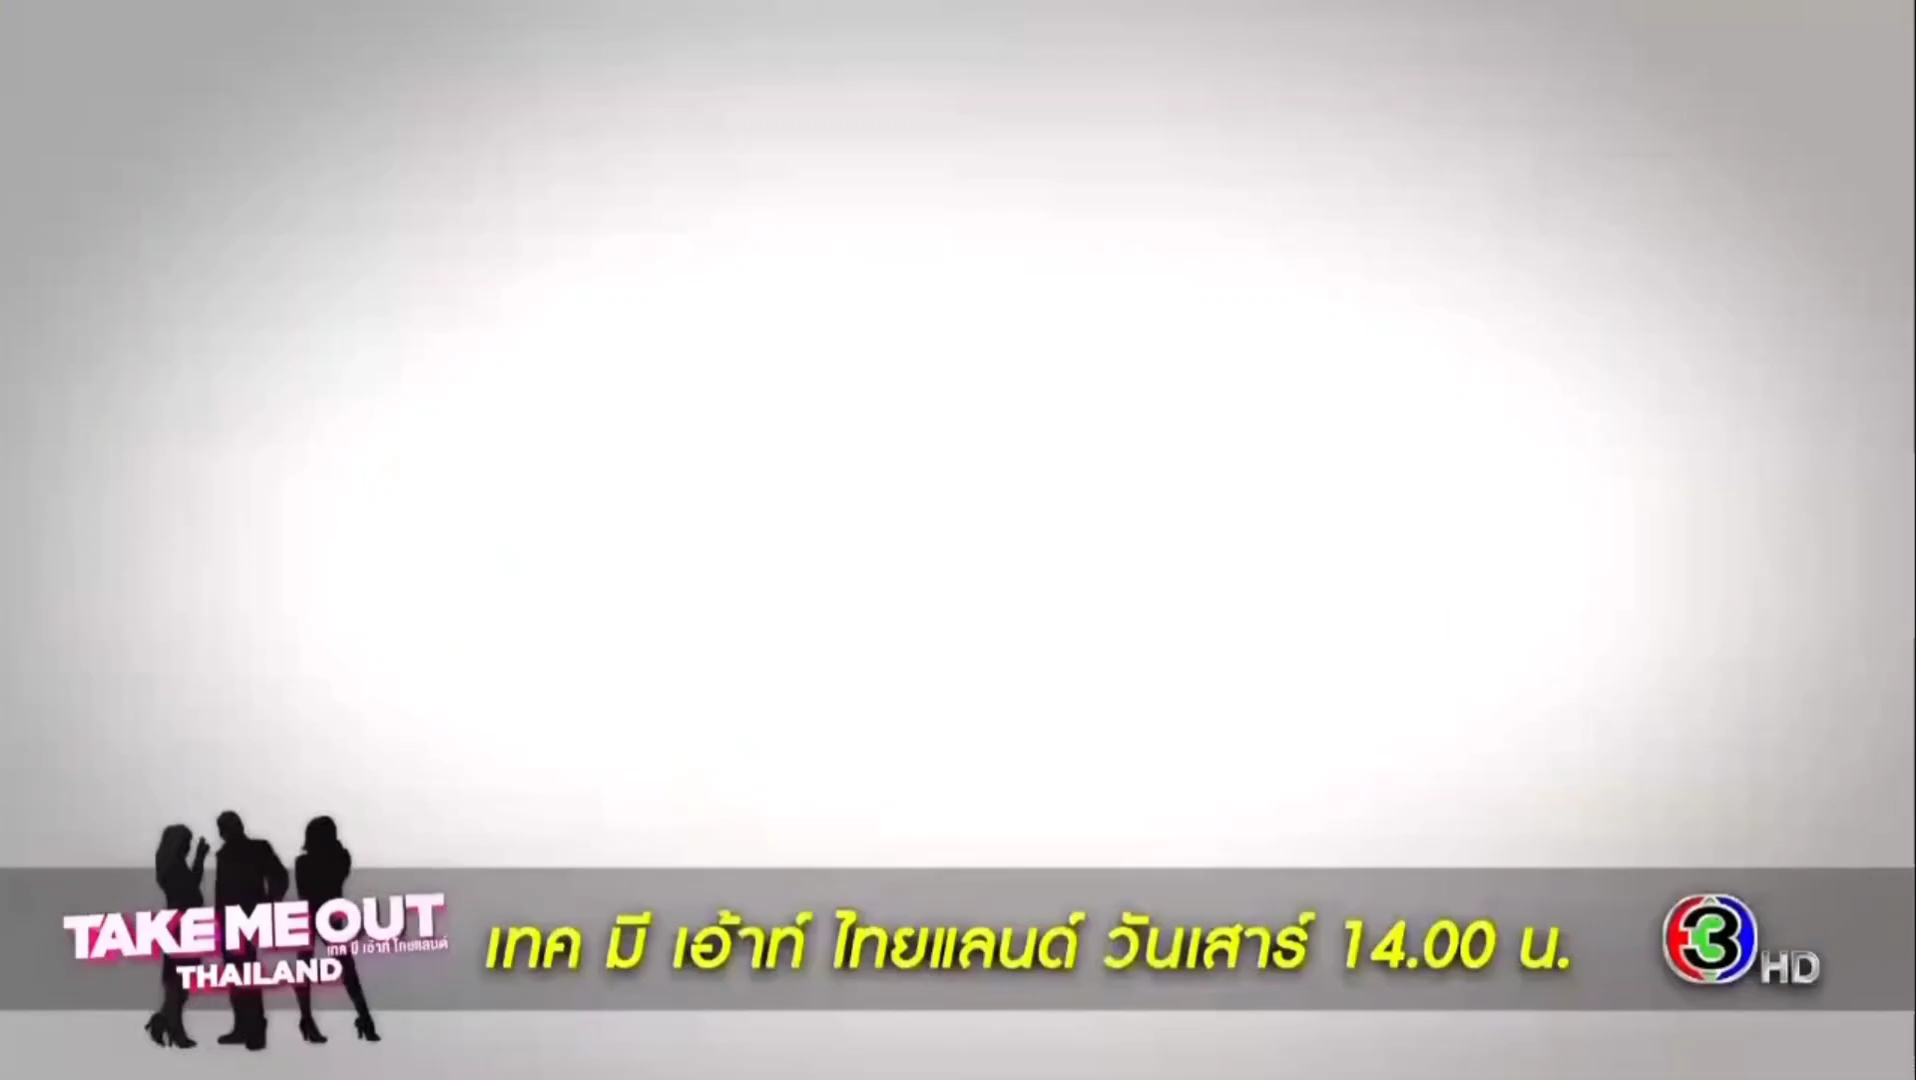 TAKE ME OUT
เทค มี เอ้าท์ ไทยแลนด์
THAILAND
เทค มี เอ้าท์ ไทยแลนด์ วันเสาร์ 14.00 น.
3 HD